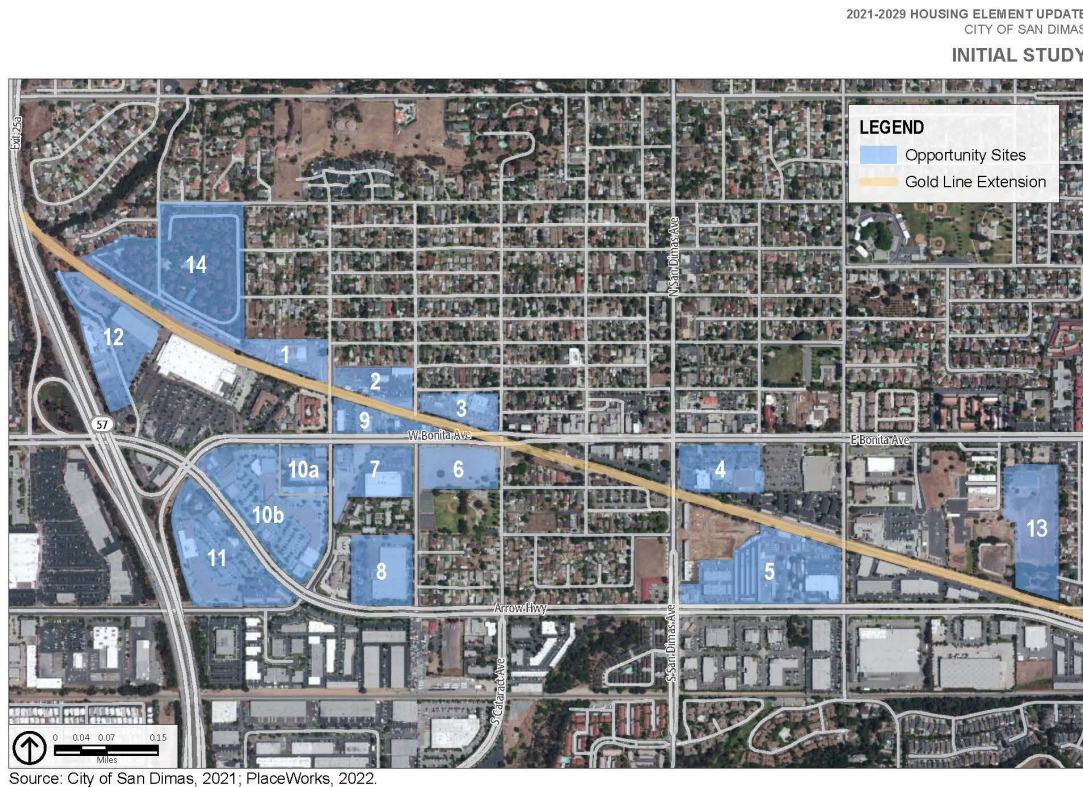 2021-2029 HOUSING ELEMENT UPDATE
CITY OF SAN DIMAS
INITIAL STUDY
Exit 25a
LEGEND
Opportunity Sites
Gold Line Extension
N San Dimas Ave
14
12
1
2
3
9
57
W Bonita Ave
E Bonita Ave
10a
7
6
4
10b
11
8
5
13
Arrow Hwy
S San Dimas Ave
S Cataract Ave
0 0.04 0.07 0.15
Miles
Source: City of San Dimas, 2021; PlaceWorks, 2022.